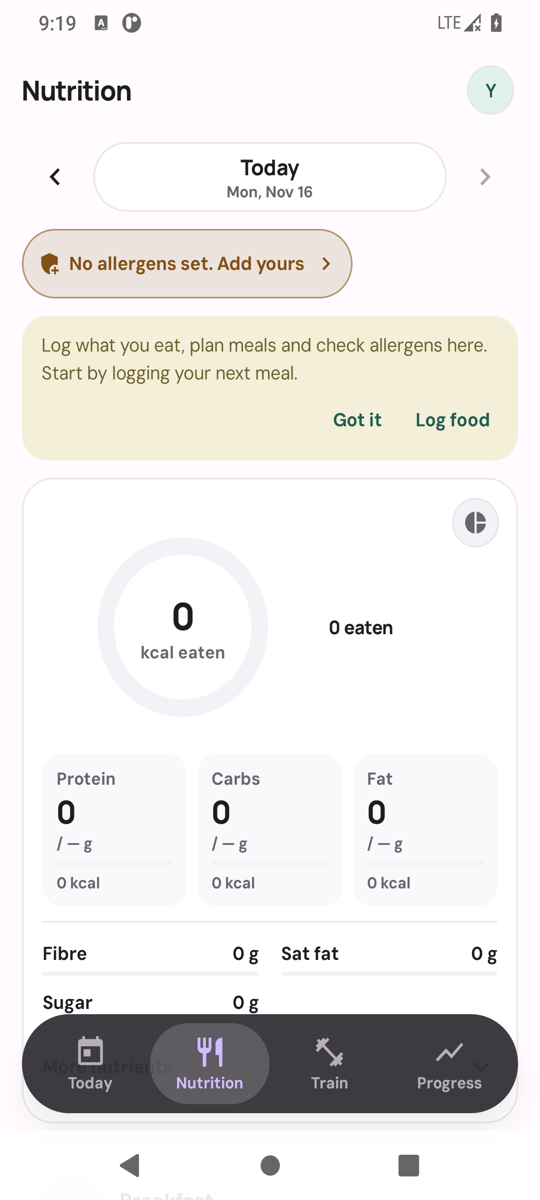 9:19
LTE
Nutrition
Y
Today
Mon, Nov 16
No allergens set. Add yours
Log what you eat, plan meals and check allergens here.
Start by logging your next meal.
Got it
Log food
0
kcal eaten
0 eaten
Protein
0
/ — g
0 kcal
Carbs
0
/ — g
0 kcal
Fat
0
/ — g
0 kcal
Fibre
0 g
Sat fat
0 g
Sugar
0 g
More nutrients
Today
Nutrition
Train
Progress
Breakfast